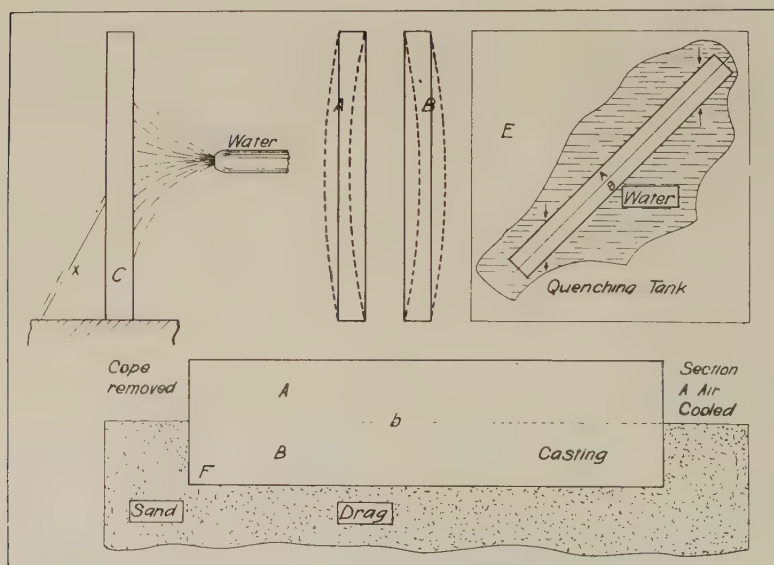 Water
A
B
x
C
E
A
B
Water
Quenching Tank
Cope
removed
Section
A Air
Cooled
A
b
B
F
Casting
Sand
Drag